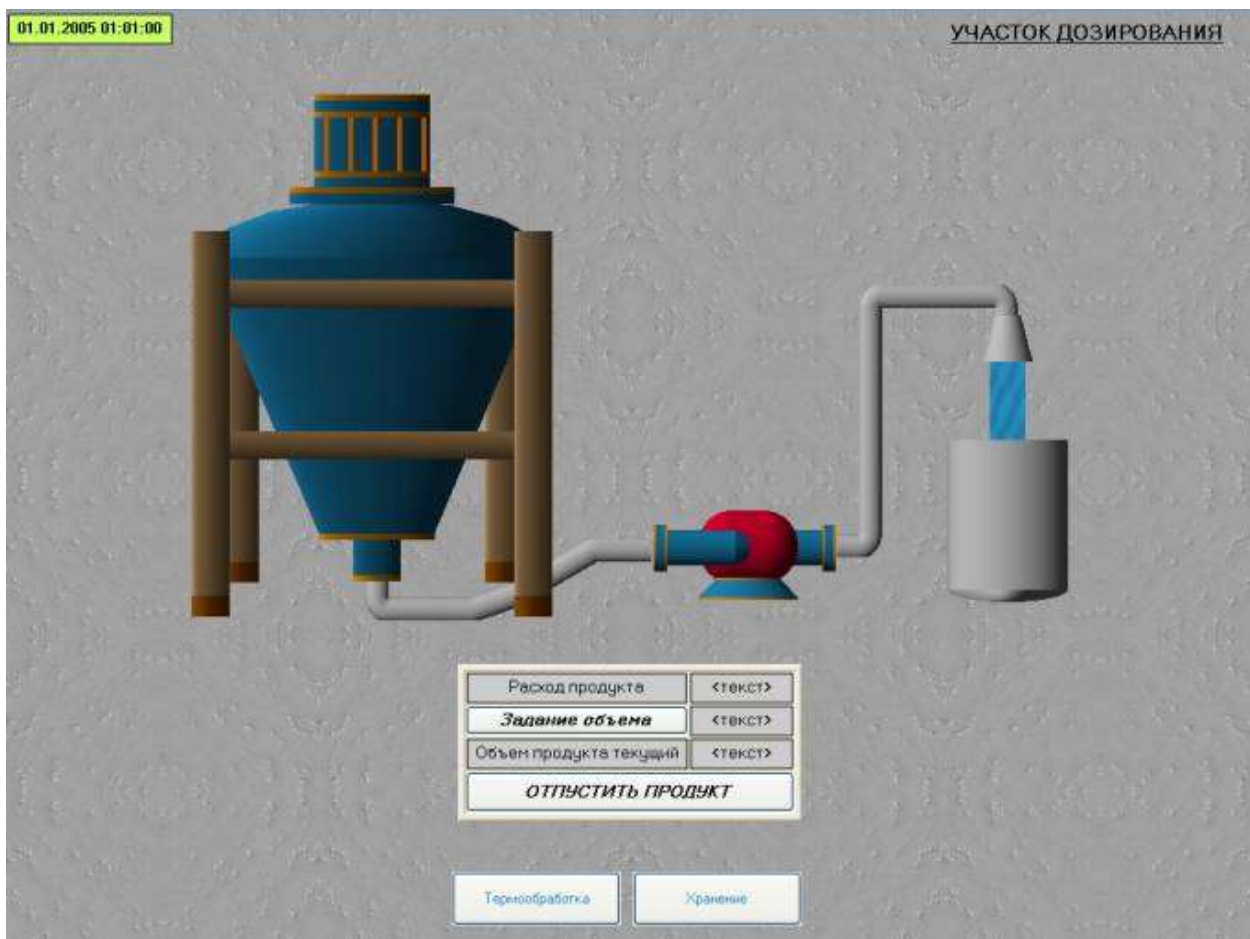 01.01.2005 01:01:00
УЧАСТОК ДОЗИРОВАНИЯ
Расход продукта <текст>
Задание объема <текст>
Объем продукта текущий <текст>
ОТПУСТИТЬ ПРОДУКТ
Термообработка Хранение